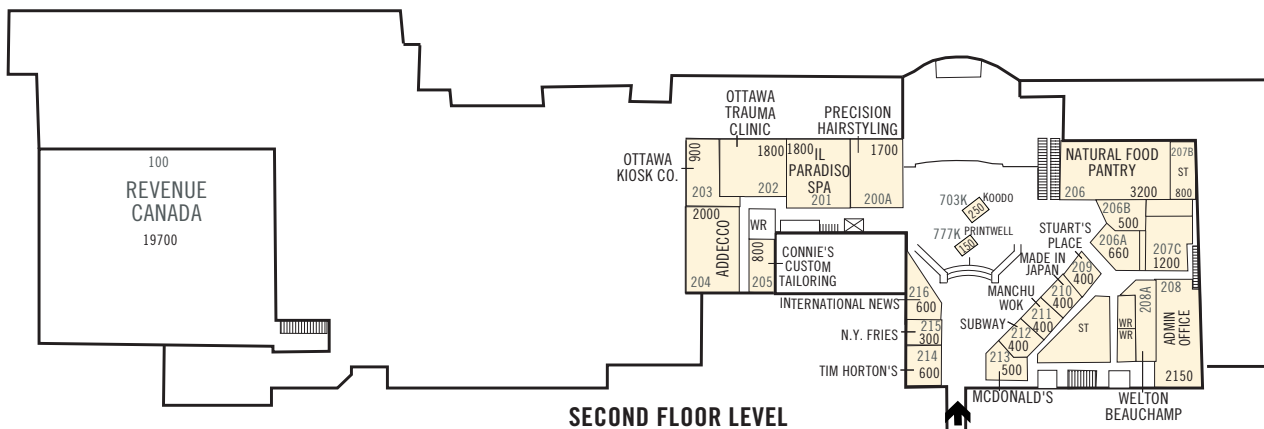 100
REVENUE
CANADA
19700
OTTAWA
TRAUMA
CLINIC
PRECISION
HAIRSTYLING
OTTAWA
KIOSK CO.
900
203
1800
202
1800
IL
PARADISO
SPA
201
1700
200A
2000
ADDECCO
204
WR
800
205
CONNIE'S
CUSTOM
TAILORING
703K
KOODO
250
777K
PRINTWELL
150
NATURAL FOOD
PANTRY
206
3200
207B
ST
800
206B
500
206A
660
207C
1200
STUART'S
PLACE
209
400
MADE IN
JAPAN
210
400
MANCHU
WOK
211
400
SUBWAY
212
400
213
500
MCDONALD'S
INTERNATIONAL NEWS
216
600
N.Y. FRIES
215
300
TIM HORTON'S
214
600
ST
WR
WR
208A
208
ADMIN
OFFICE
2150
WELTON
BEAUCHAMP
SECOND FLOOR LEVEL